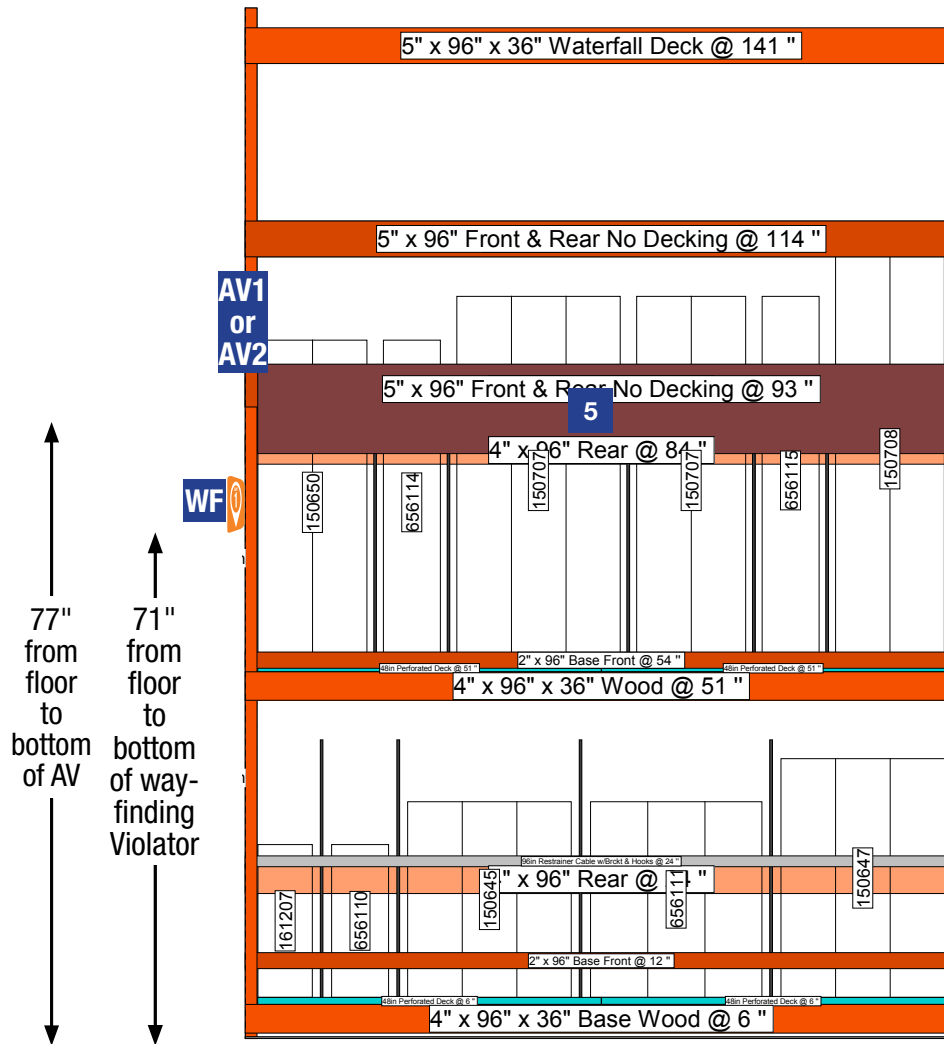 5" x 96" x 36" Waterfall Deck @ 141 "
5" x 96" Front & Rear No Decking @ 114 "
AV1
or
AV2
5" x 96" Front & Rear No Decking @ 93 "
5
4" x 96" Rear @ 84 "
150650
656114
150707
150707
656115
150708
WF
77"
from
floor
to
bottom
of AV
71"
from
floor
to
bottom
of way-
finding
Violator
2" x 96" Base Front @ 54 "
48in Perforated Deck @ 51 "
48in Perforated Deck @ 51 "
4" x 96" x 36" Wood @ 51 "
96in Restrainer Cable w/Brckt & Hooks @ 24 "
x 96" Rear @
161207
656110
150645
656111
150647
2" x 96" Base Front @ 12 "
48in Perforated Deck @ 6 "
48in Perforated Deck @ 6 "
4" x 96" x 36" Base Wood @ 6 "